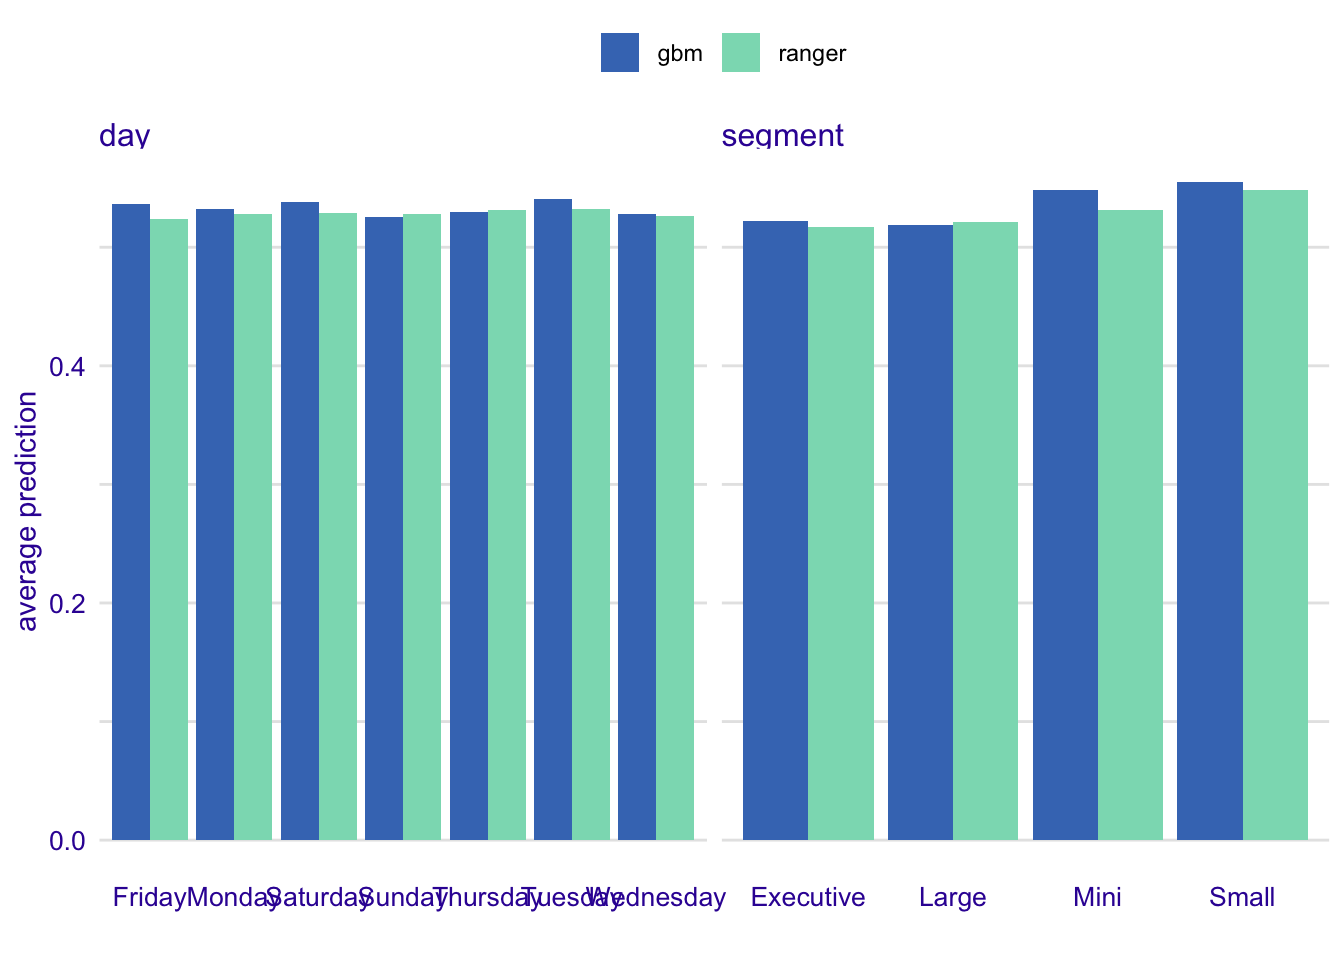 gbm ranger
day segment
average prediction
0.4
0.2
0.0
Friday Monday Saturday Sunday Thursday Tuesday Wednesday Executive Large Mini Small